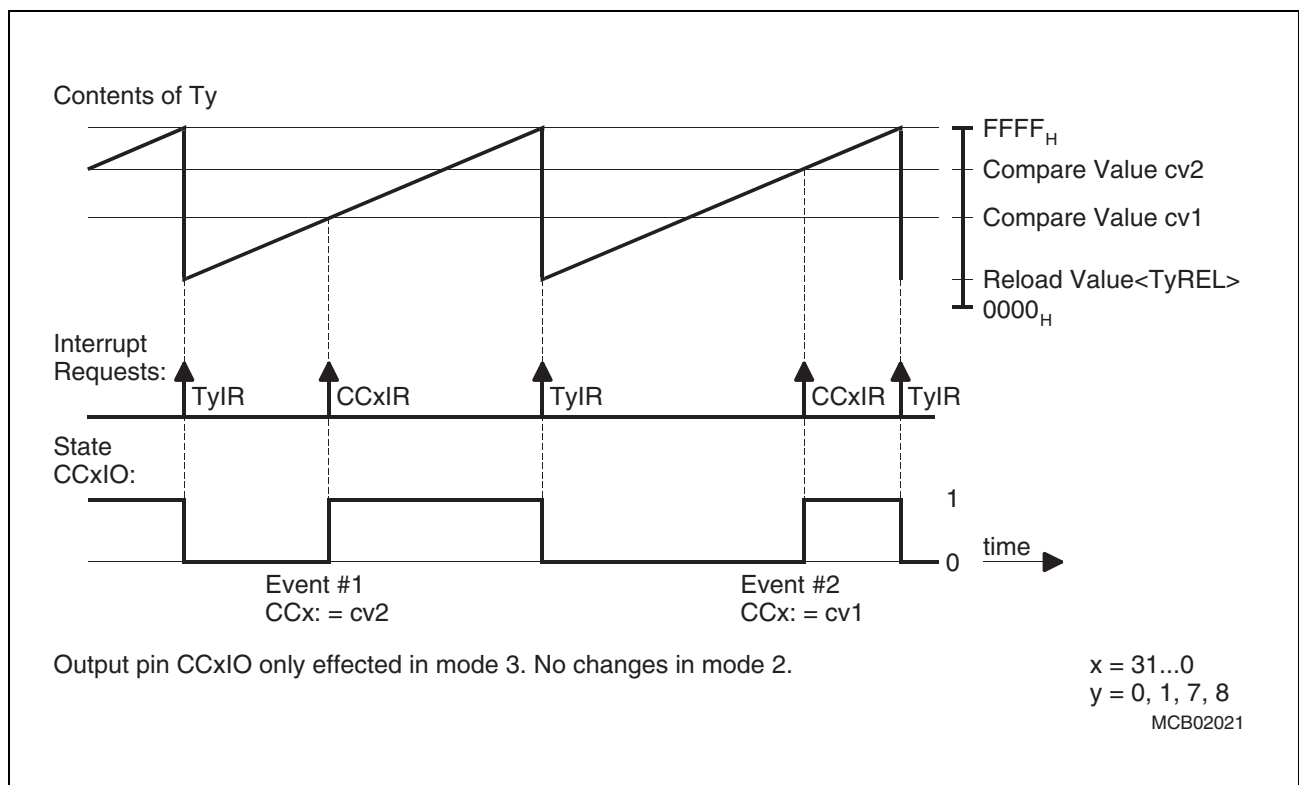 Contents of Ty
FFFFH
Compare Value cv2
Compare Value cv1
Reload Value<TyREL>
0000H
Interrupt
Requests:
TyIR
CCxIR
TyIR
CCxIR
TyIR
State
CCxIO:
1
0
time
Event #1
CCx: = cv2
Event #2
CCx: = cv1
Output pin CCxIO only effected in mode 3. No changes in mode 2.
x = 31...0
y = 0, 1, 7, 8
MCB02021